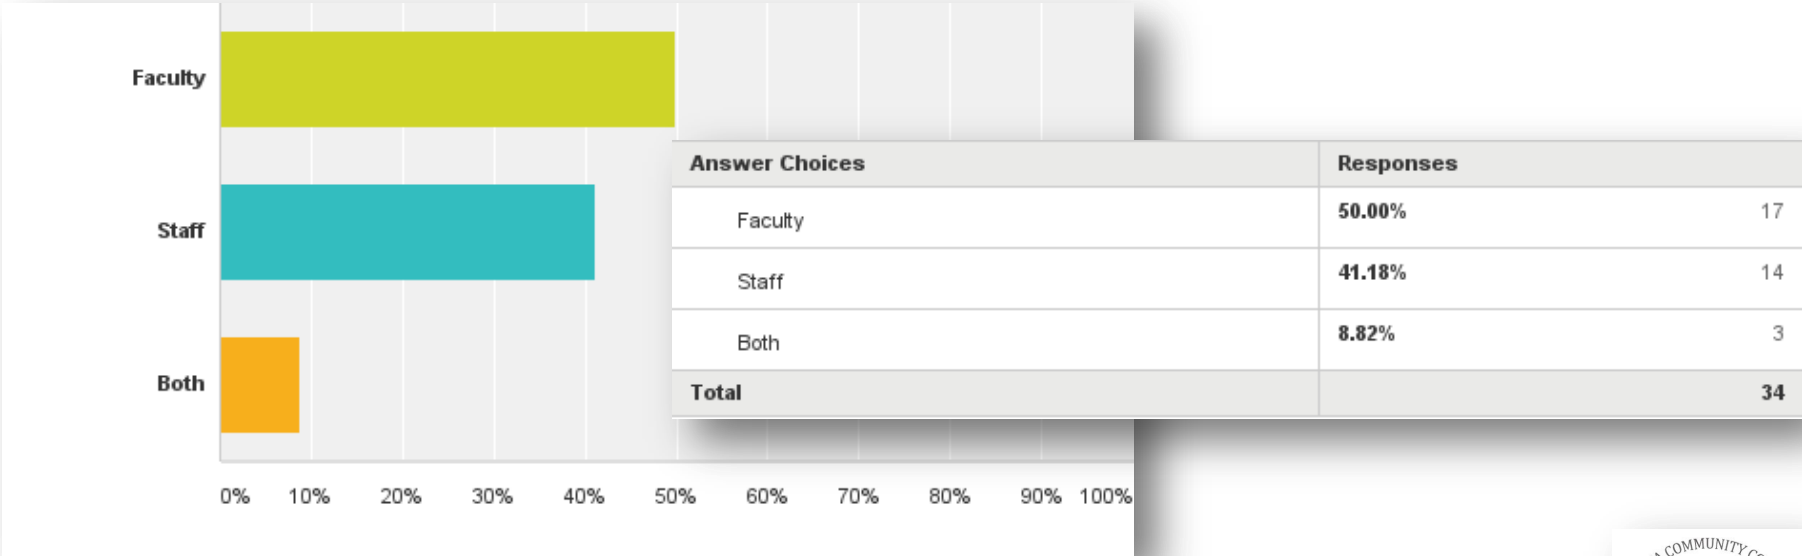 Faculty
Staff
Both
0% 10% 20% 30% 40% 50% 60% 70% 80% 90% 100%
Answer Choices Responses
Faculty 50.00% 17
Staff 41.18% 14
Both 8.82% 3
Total 34
COMMUNITY